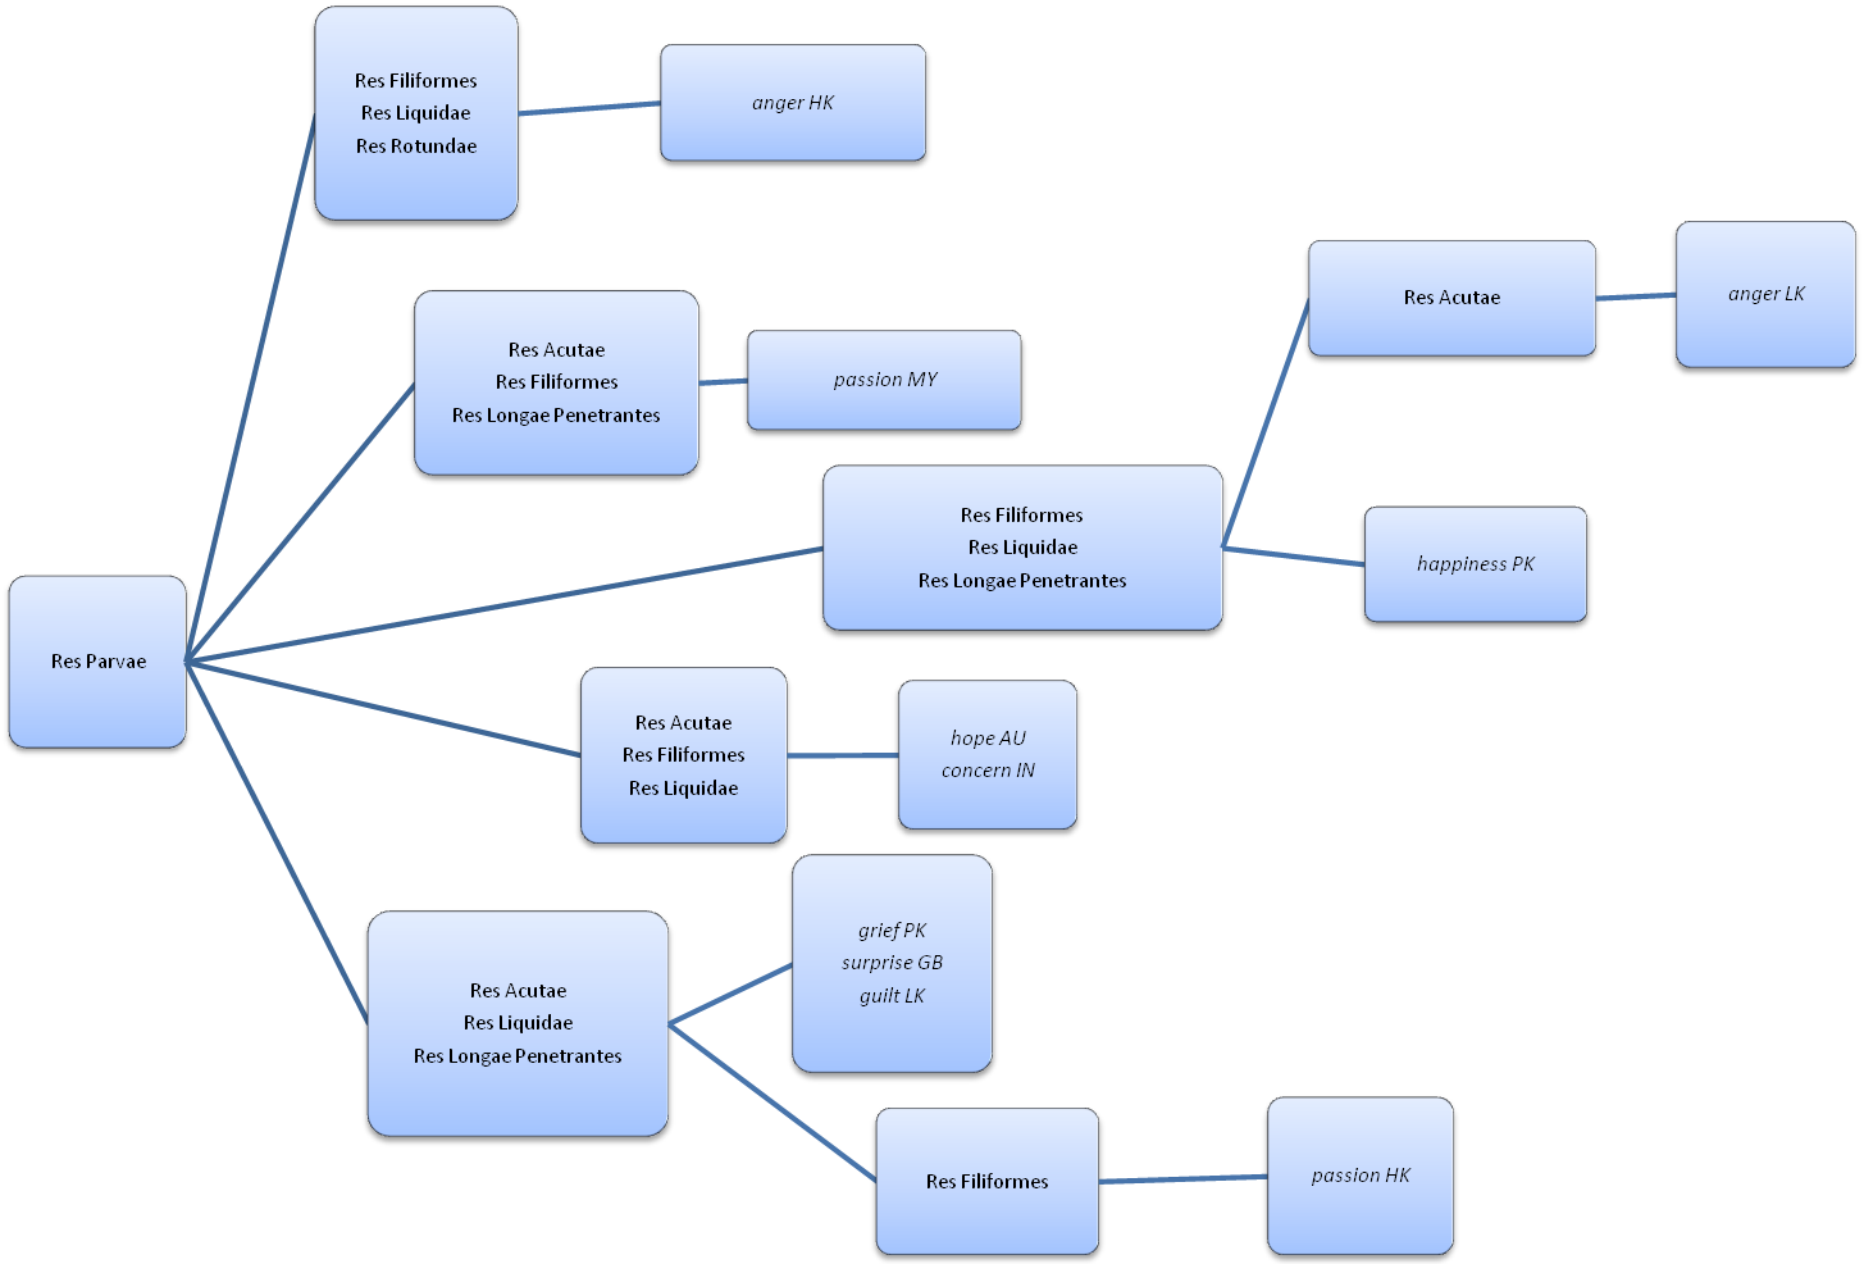 Res Parvae
Res Filiformes
Res Liquidae
Res Rotundae
anger HK
Res Acutae
Res Filiformes
Res Longae Penetrantes
passion MY
Res Filiformes
Res Liquidae
Res Longae Penetrantes
Res Acutae
anger LK
happiness PK
Res Acutae
Res Filiformes
Res Liquidae
hope AU
concern IN
Res Acutae
Res Liquidae
Res Longae Penetrantes
grief PK
surprise GB
guilt LK
Res Filiformes
passion HK